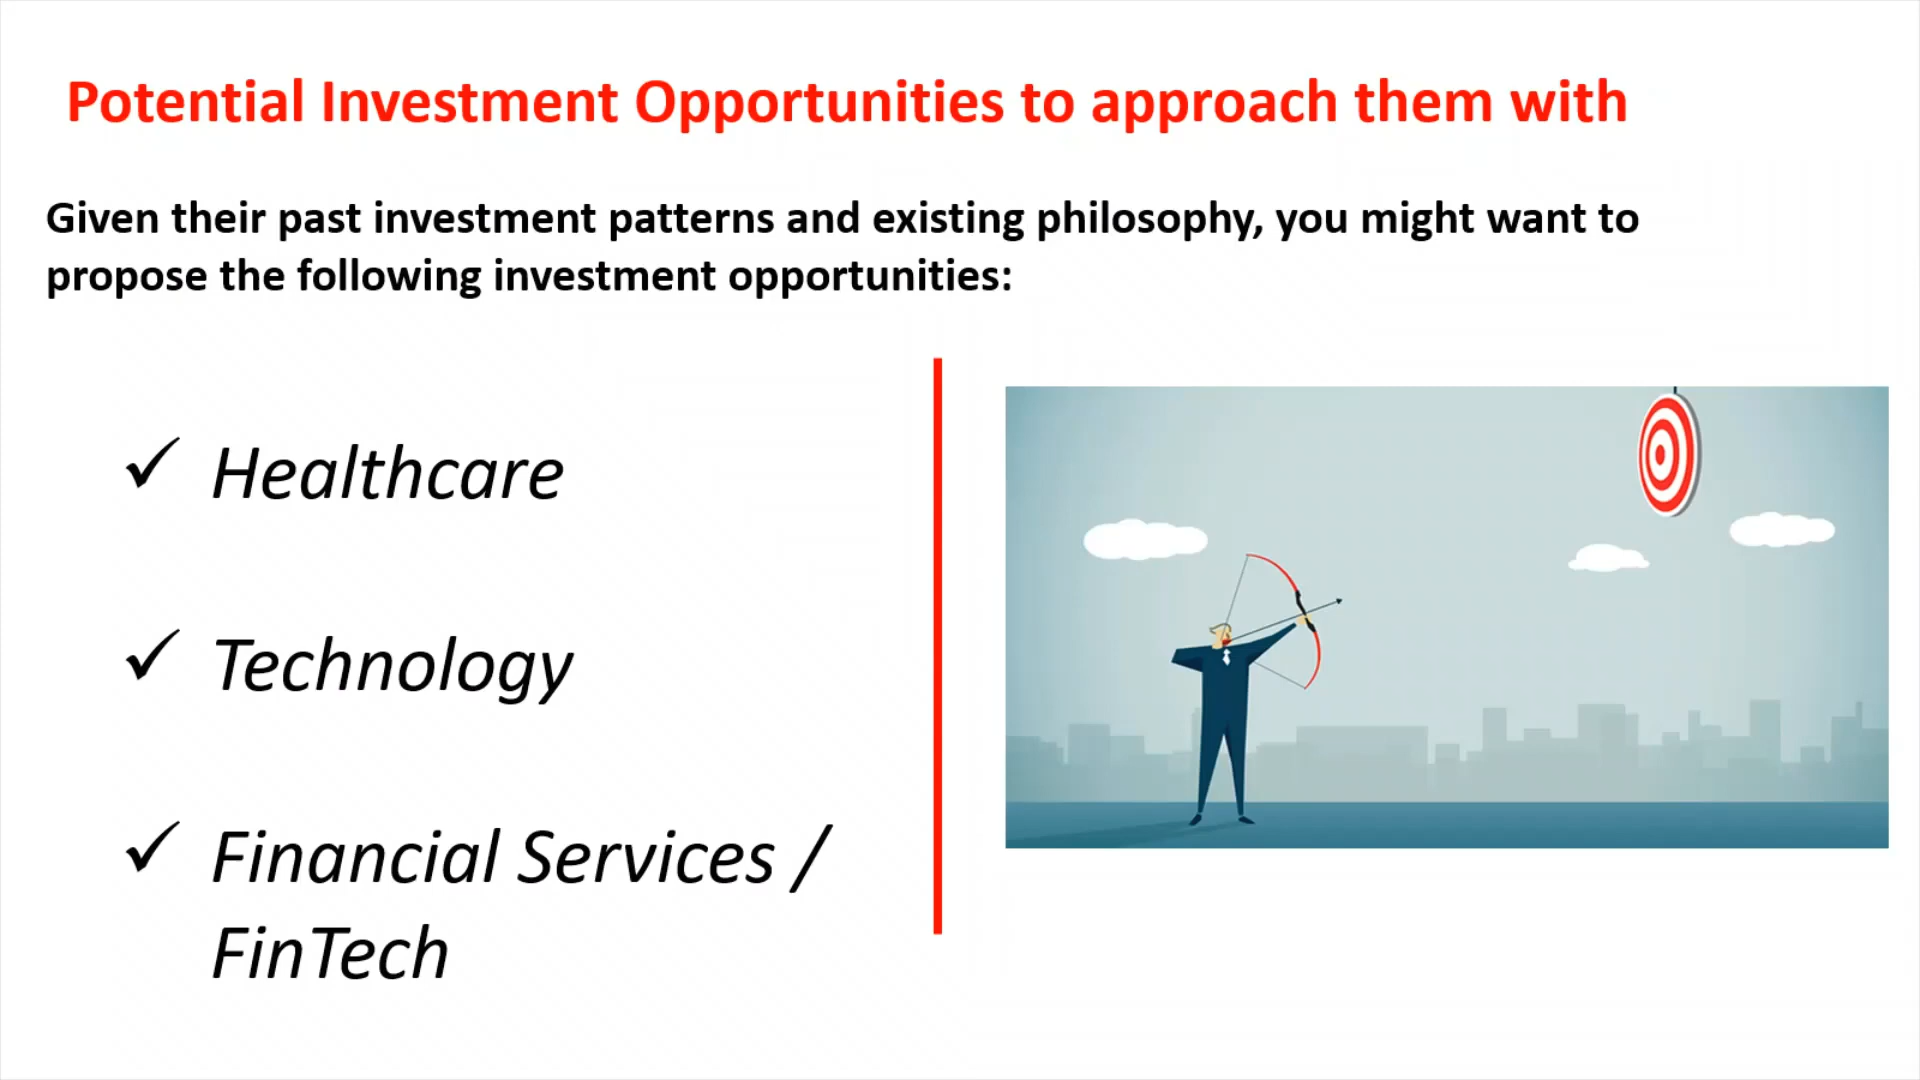 Potential Investment Opportunities to approach them with
Given their past investment patterns and existing philosophy, you might want to
propose the following investment opportunities:
✓ Healthcare
✓ Technology
✓ Financial Services /
FinTech